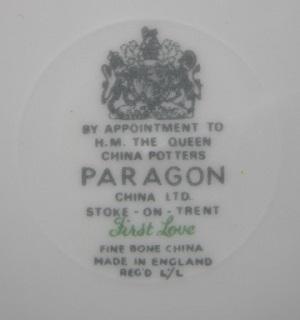 BY APPOINTMENT TO
H.M. THE QUEEN
CHINA POTTERS
PARAGON
CHINA LTD.
STOKE-ON-TRENT
First Love
FINE BONE CHINA
MADE IN ENGLAND
REG'D L/L